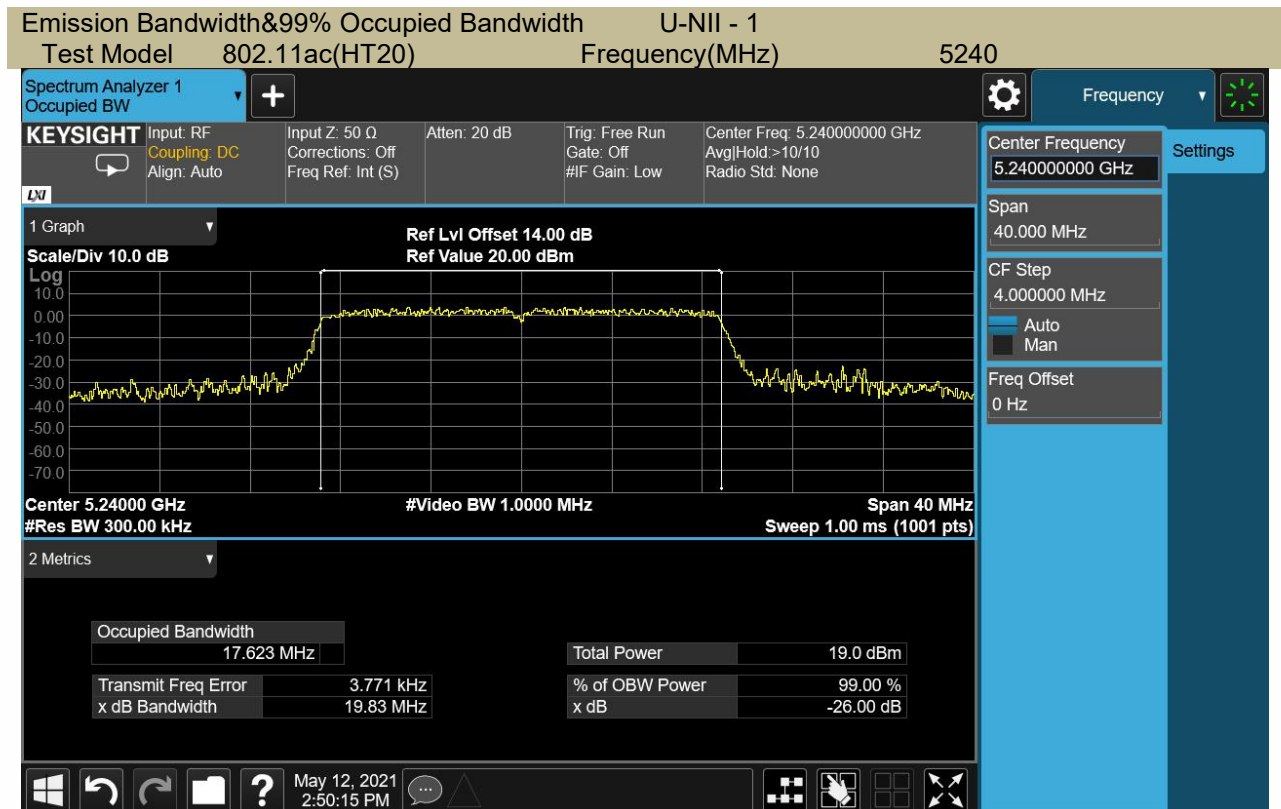 Emission Bandwidth&99% Occupied Bandwidth U-NII - 1
Test Model 802.11ac(HT20) Frequency(MHz) 5240
Spectrum Analyzer 1
Occupied BW
+
Frequency
KEYSIGHT
LXI
Input: RF
Coupling: DC
Align: Auto
Input Z: 50 Ω
Corrections: Off
Freq Ref: Int (S)
Atten: 20 dB
Trig: Free Run
Gate: Off
#IF Gain: Low
Center Freq: 5.240000000 GHz
Avg|Hold:>10/10
Radio Std: None
Center Frequency
5.240000000 GHz
Settings
Span
40.000 MHz
CF Step
4.000000 MHz
Auto
Man
Freq Offset
0 Hz
1 Graph
Scale/Div 10.0 dB
Ref Lvl Offset 14.00 dB
Ref Value 20.00 dBm
Log
10.0
0.00
-10.0
-20.0
-30.0
-40.0
-50.0
-60.0
-70.0
Center 5.24000 GHz
#Res BW 300.00 kHz
#Video BW 1.0000 MHz
Span 40 MHz
Sweep 1.00 ms (1001 pts)
2 Metrics
Occupied Bandwidth
17.623 MHz
Transmit Freq Error 3.771 kHz
x dB Bandwidth 19.83 MHz
Total Power 19.0 dBm
% of OBW Power 99.00 %
x dB -26.00 dB
?
May 12, 2021
2:50:15 PM